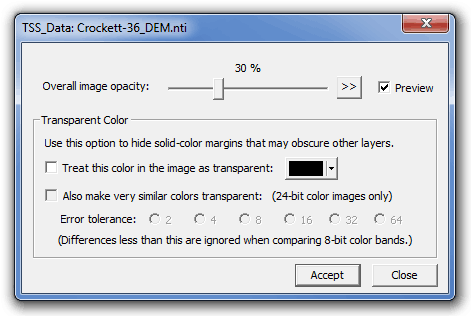 TSS_Data: Crockett-36_DEM.nti
30 %
Overall image opacity: >> Preview
Transparent Color
Use this option to hide solid-color margins that may obscure other layers.
Treat this color in the image as transparent:
Also make very similar colors transparent: (24-bit color images only)
Error tolerance: 2 4 8 16 32 64
(Differences less than this are ignored when comparing 8-bit color bands.)
Accept Close